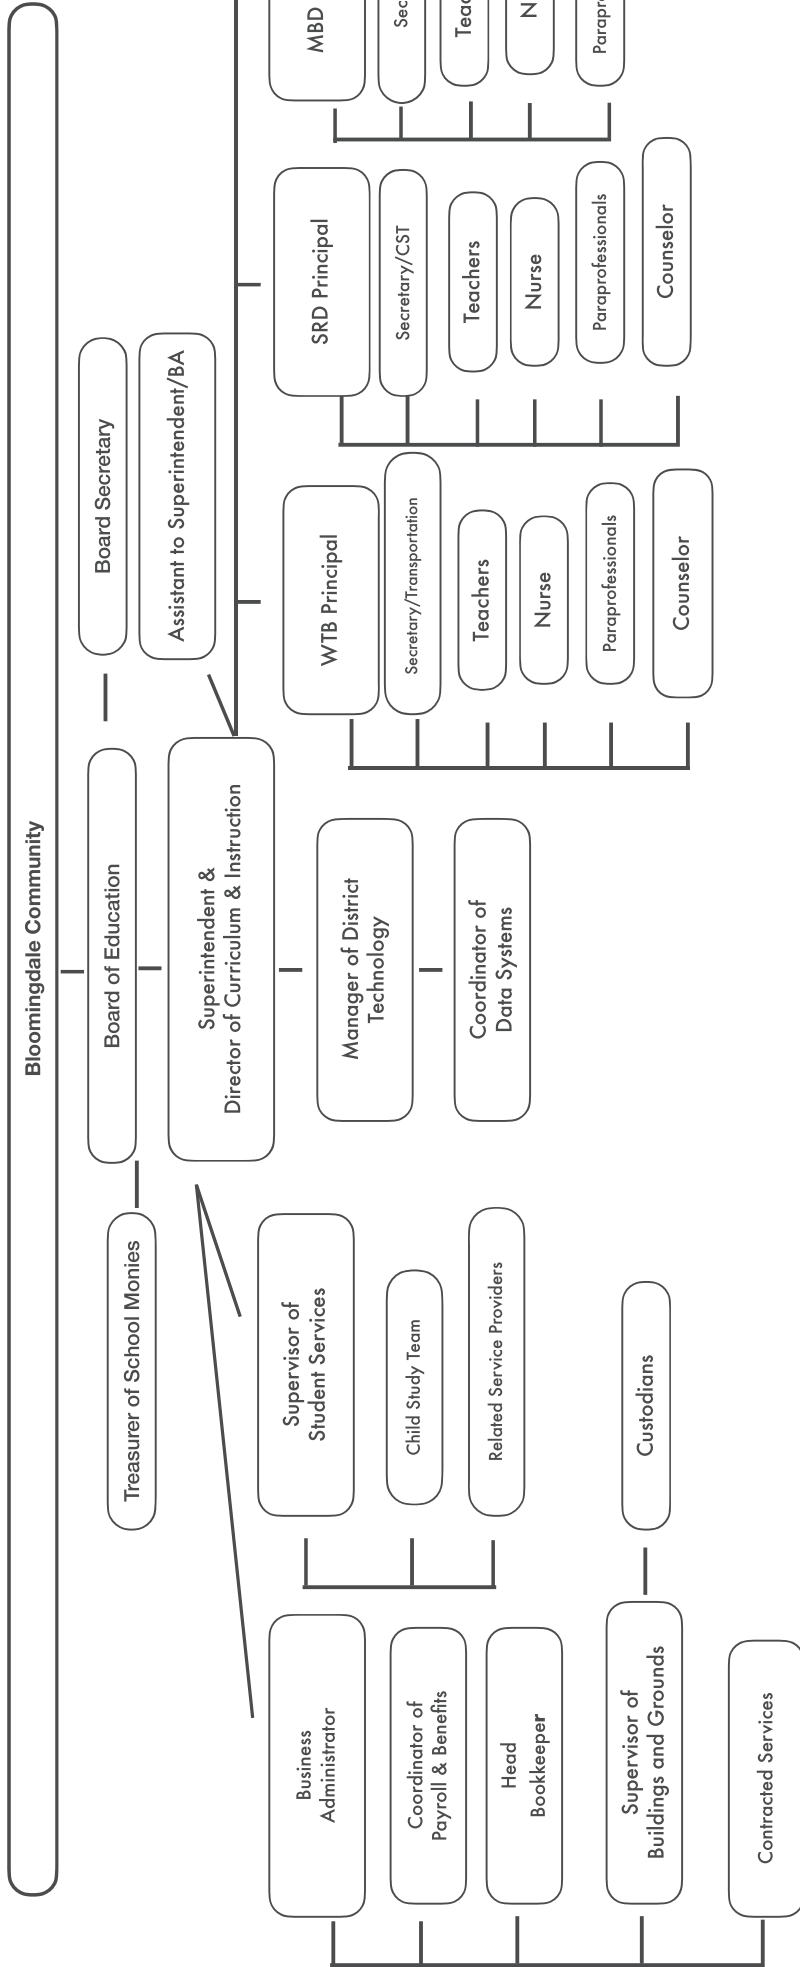 Bloomingdale Community
Treasurer of School Monies
Board of Education
Board Secretary
Assistant to Superintendent/BA
Superintendent &
Director of Curriculum & Instruction
Business
Administrator
Coordinator of
Payroll & Benefits
Head
Bookkeeper
Supervisor of
Buildings and Grounds
Custodians
Contracted Services
Supervisor of
Student Services
Child Study Team
Related Service Providers
Manager of District
Technology
Coordinator of
Data Systems
WTB Principal
Secretary/Transportation
Teachers
Nurse
Paraprofessionals
Counselor
SRD Principal
Secretary/CST
Teachers
Nurse
Paraprofessionals
Counselor
MBD